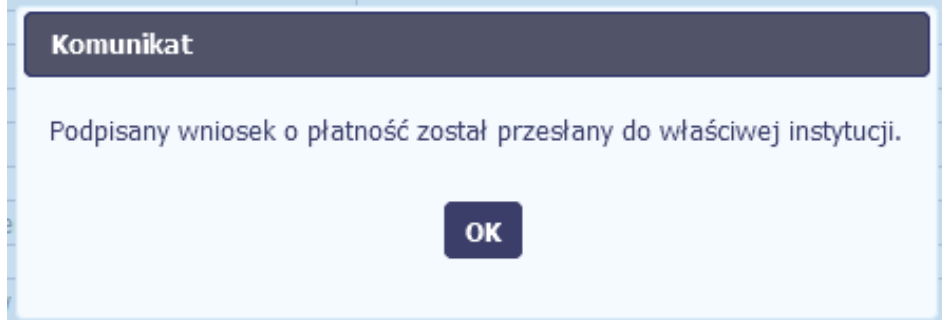 Komunikat
Podpisany wniosek o płatność został przesłany do właściwej instytucji.
OK